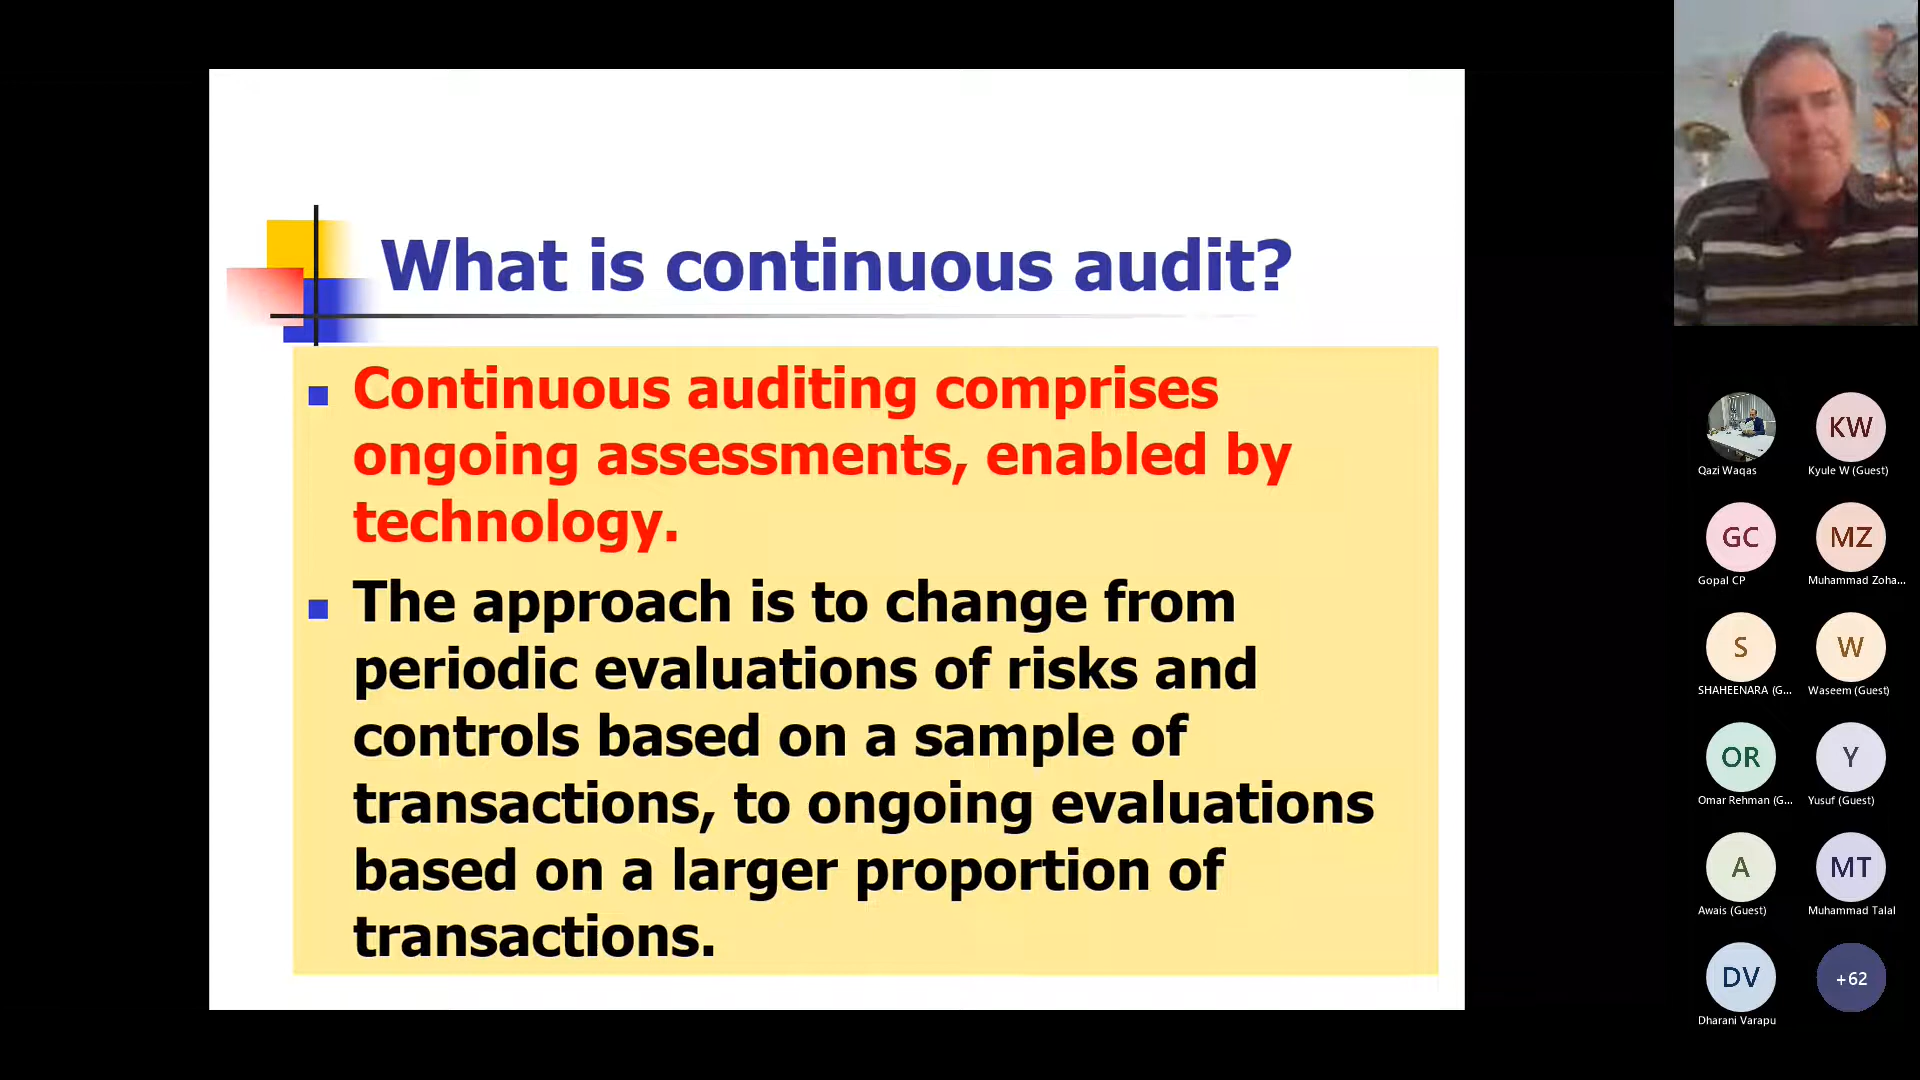 What is continuous audit?
Continuous auditing comprises
ongoing assessments, enabled by
technology.
The approach is to change from
periodic evaluations of risks and
controls based on a sample of
transactions, to ongoing evaluations
based on a larger proportion of
transactions.
Qazi Waqas
KW
Kyule W (Guest)
GC
Gopal CP
MZ
Muhammad Zoha...
S
SHAHEENARA (G...
W
Waseem (Guest)
OR
Omar Rehman (G...
Y
Yusuf (Guest)
A
Awais (Guest)
MT
Muhammad Talal
DV
Dharani Varapu
+62